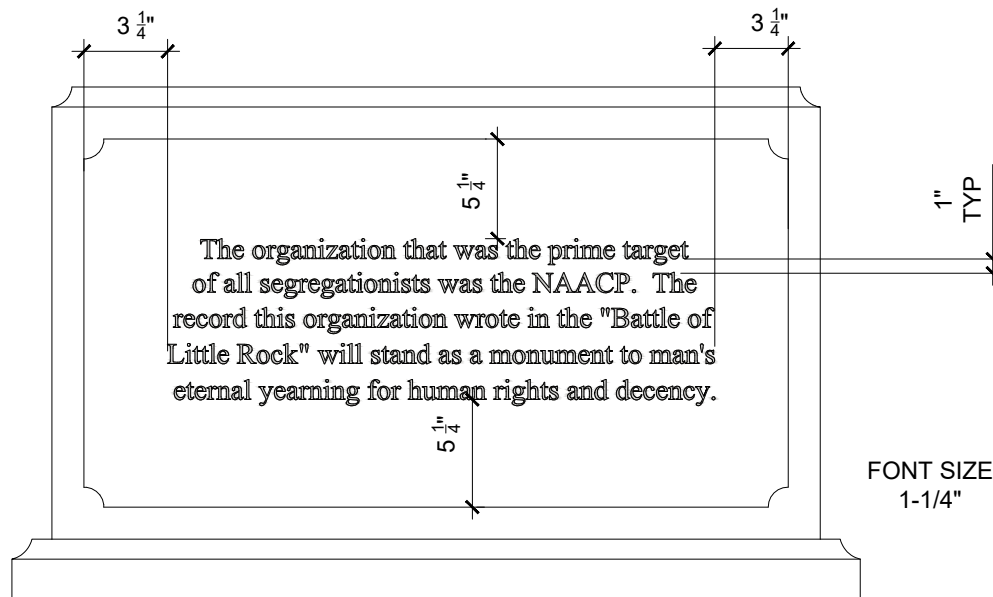 3 1/4"
3 1/4"
5 1/4"
1"
TYP
The organization that was the prime target
of all segregationists was the NAACP.  The
record this organization wrote in the "Battle of
Little Rock" will stand as a monument to man's
eternal yearning for human rights and decency.
5 1/4"
FONT SIZE
1-1/4"